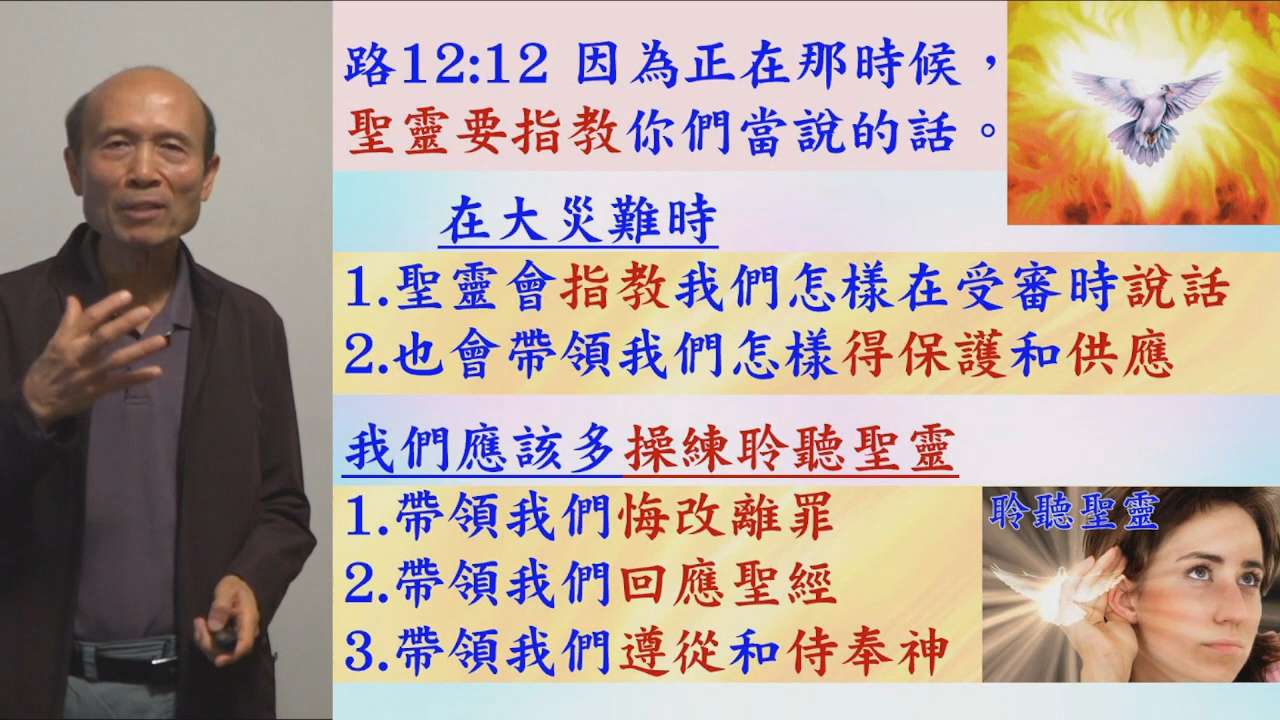 路12:12 因為正在那時候，
聖靈要指教你們當說的話。
在大災難時
1.聖靈會指教我們怎樣在受審時說話
2.也會帶領我們怎樣得保護和供應
我們應該多操練聆聽聖靈
1.帶領我們悔改離罪
2.帶領我們回應聖經
3.帶領我們遵從和侍奉神
聆聽聖靈